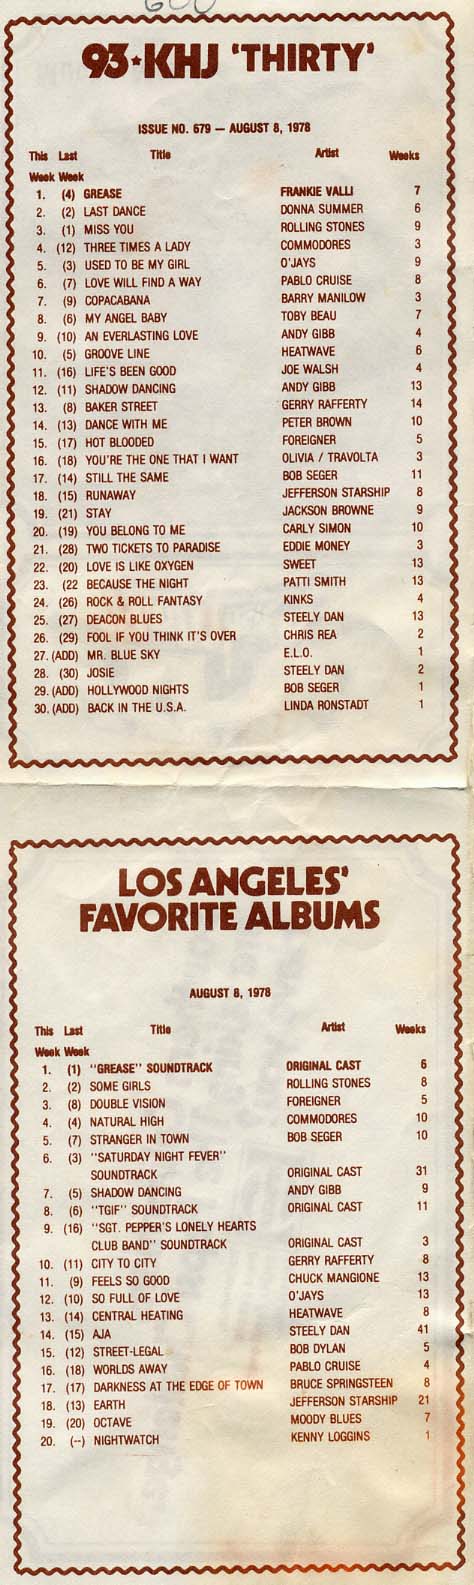 600
93★KHJ 'THIRTY'
ISSUE NO. 679 — AUGUST 8, 1978
This Last Title Artist Weeks
Week Week
1. (4) GREASE FRANKIE VALLI 7
2. (2) LAST DANCE DONNA SUMMER 6
3. (1) MISS YOU ROLLING STONES 9
4. (12) THREE TIMES A LADY COMMODORES 3
5. (3) USED TO BE MY GIRL O'JAYS 9
6. (7) LOVE WILL FIND A WAY PABLO CRUISE 8
7. (9) COPACABANA BARRY MANILOW 3
8. (6) MY ANGEL BABY TOBY BEAU 7
9. (10) AN EVERLASTING LOVE ANDY GIBB 4
10. (5) GROOVE LINE HEATWAVE 6
11. (16) LIFE'S BEEN GOOD JOE WALSH 4
12. (11) SHADOW DANCING ANDY GIBB 13
13. (8) BAKER STREET GERRY RAFFERTY 14
14. (13) DANCE WITH ME PETER BROWN 10
15. (17) HOT BLOODED FOREIGNER 5
16. (18) YOU'RE THE ONE THAT I WANT OLIVIA / TRAVOLTA 3
17. (14) STILL THE SAME BOB SEGER 11
18. (15) RUNAWAY JEFFERSON STARSHIP 8
19. (21) STAY JACKSON BROWNE 9
20. (19) YOU BELONG TO ME CARLY SIMON 10
21. (28) TWO TICKETS TO PARADISE EDDIE MONEY 3
22. (20) LOVE IS LIKE OXYGEN SWEET 13
23. (22 BECAUSE THE NIGHT PATTI SMITH 13
24. (26) ROCK & ROLL FANTASY KINKS 4
25. (27) DEACON BLUES STEELY DAN 13
26. (29) FOOL IF YOU THINK IT'S OVER CHRIS REA 2
27. (ADD) MR. BLUE SKY E.L.O. 1
28. (30) JOSIE STEELY DAN 2
29. (ADD) HOLLYWOOD NIGHTS BOB SEGER 1
30. (ADD) BACK IN THE U.S.A. LINDA RONSTADT 1
LOS ANGELES'
FAVORITE ALBUMS
AUGUST 8, 1978
This Last Title Artist Weeks
Week Week
1. (1) "GREASE" SOUNDTRACK ORIGINAL CAST 6
2. (2) SOME GIRLS ROLLING STONES 8
3. (8) DOUBLE VISION FOREIGNER 5
4. (4) NATURAL HIGH COMMODORES 10
5. (7) STRANGER IN TOWN BOB SEGER 10
6. (3) "SATURDAY NIGHT FEVER"
SOUNDTRACK ORIGINAL CAST 31
7. (5) SHADOW DANCING ANDY GIBB 9
8. (6) "TGIF" SOUNDTRACK ORIGINAL CAST 11
9. (16) "SGT. PEPPER'S LONELY HEARTS
CLUB BAND" SOUNDTRACK ORIGINAL CAST 3
10. (11) CITY TO CITY GERRY RAFFERTY 8
11. (9) FEELS SO GOOD CHUCK MANGIONE 13
12. (10) SO FULL OF LOVE O'JAYS 13
13. (14) CENTRAL HEATING HEATWAVE 8
14. (15) AJA STEELY DAN 41
15. (12) STREET-LEGAL BOB DYLAN 5
16. (18) WORLDS AWAY PABLO CRUISE 4
17. (17) DARKNESS AT THE EDGE OF TOWN BRUCE SPRINGSTEEN 8
18. (13) EARTH JEFFERSON STARSHIP 21
19. (20) OCTAVE MOODY BLUES 7
20. (--) NIGHTWATCH KENNY LOGGINS 1